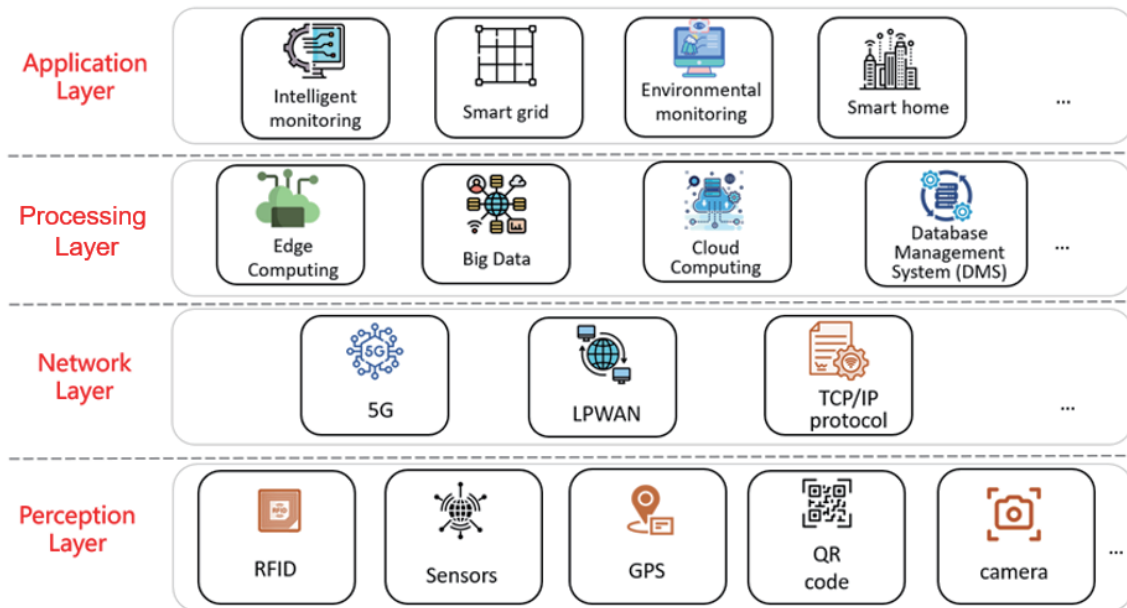 Application
Layer
Intelligent
monitoring
Smart grid
Environmental
monitoring
Smart home
...
Processing
Layer
Edge
Computing
Big Data
Cloud
Computing
Database
Management
System (DMS)
...
Network
Layer
5G
5G
LPWAN
TCP/IP
protocol
...
Perception
Layer
RFID
RFID
Sensors
GPS
QR
code
camera
...